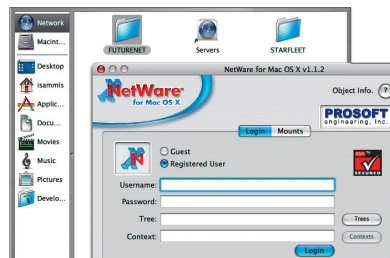 Network
Macint...
Desktop
isammis
Applic...
Docu...
Movies
Music
Pictures
Develo...
FUTURENET
Servers
STARFLEET
NetWare for Mac OS X v1.1.2
NetWare
for Mac OS X
Object Info. ?
PROSOFT
engineering, inc.
Login Mounts
Guest
Registered User
SECURED
Username:
Password:
Tree:
Trees
Context:
Contexts
Login